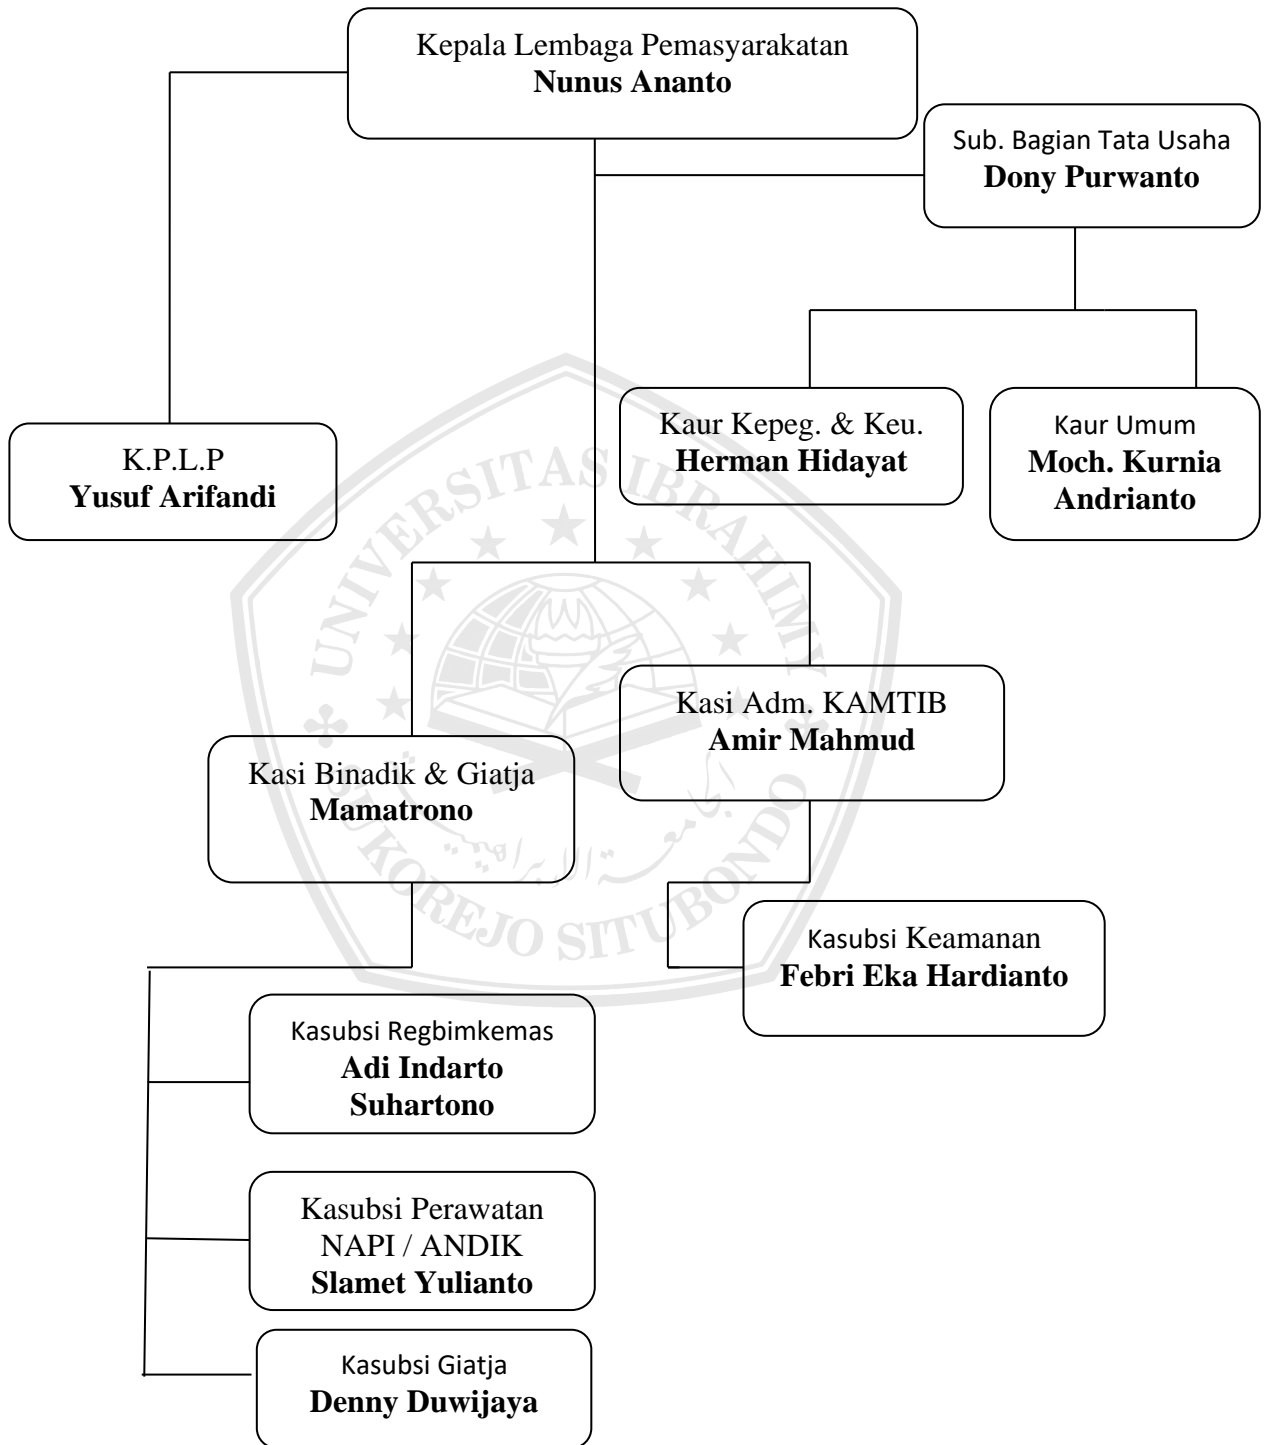 Kepala Lembaga Pemasyarakatan
Nunus Ananto
Sub. Bagian Tata Usaha
Dony Purwanto
Kaur Kepeg. & Keu.
Herman Hidayat
Kaur Umum
Moch. Kurnia
Andrianto
K.P.L.P
Yusuf Arifandi
Kasi Adm. KAMTIB
Amir Mahmud
Kasi Binadik & Giatja
Mamatrono
Kasubsi Keamanan
Febri Eka Hardianto
Kasubsi Regbimkemas
Adi Indarto
Suhartono
Kasubsi Perawatan
NAPI / ANDIK
Slamet Yulianto
Kasubsi Giatja
Denny Duwijaya
UNIVERSITAS IBRAHIMY
SUKOREJO SITUBONDO